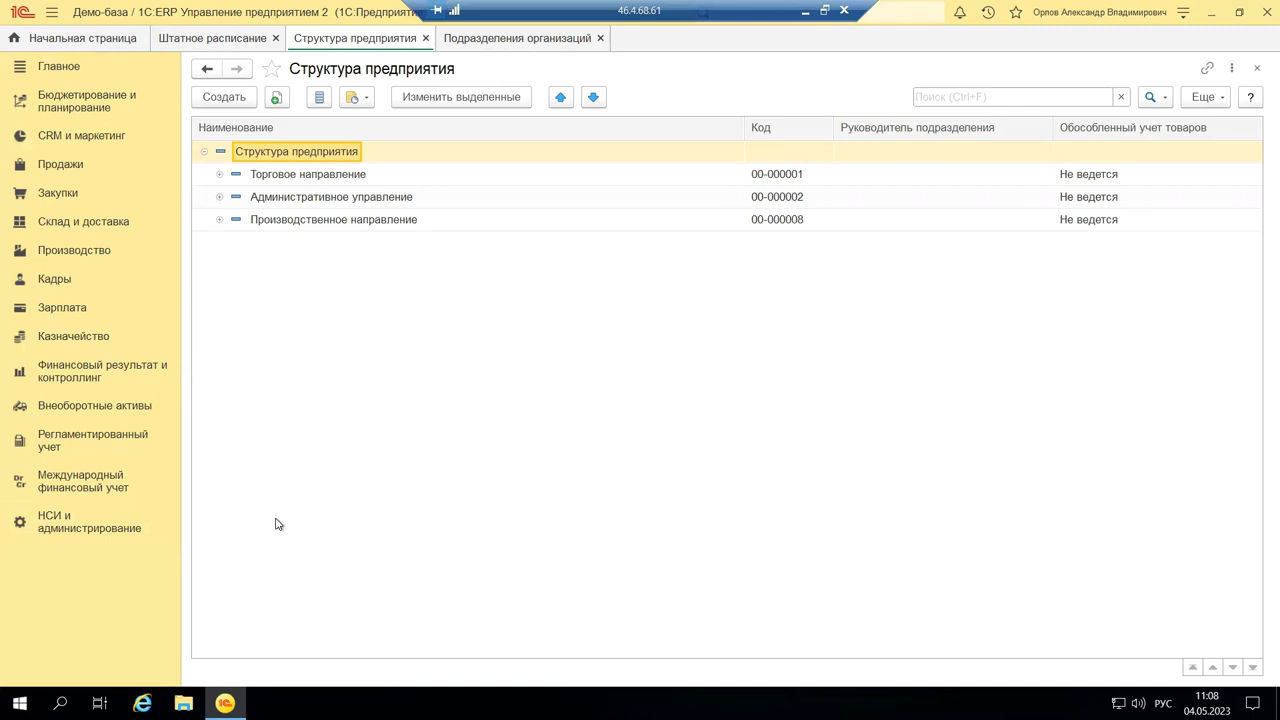 Демо-база / 1С:ERP Управление предприятием 2 (1С:Предприяти
46.4.68.61
Орлов Александр Владимирович
Начальная страница
Штатное расписание
Структура предприятия
Подразделения организаций
Главное
Бюджетирование и
планирование
CRM и маркетинг
Продажи
Закупки
Склад и доставка
Производство
Кадры
Зарплата
Казначейство
Финансовый результат и
контроллинг
Внеоборотные активы
Регламентированный
учет
Международный
финансовый учет
НСИ и
администрирование
Структура предприятия
Создать
Изменить выделенные
Поиск (Ctrl+F)
Еще
?
Наименование Код Руководитель подразделения Обособленный учет товаров
Структура предприятия
Торговое направление 00-000001 Не ведется
Административное управление 00-000002 Не ведется
Производственное направление 00-000008 Не ведется
РУС
11:08
04.05.2023